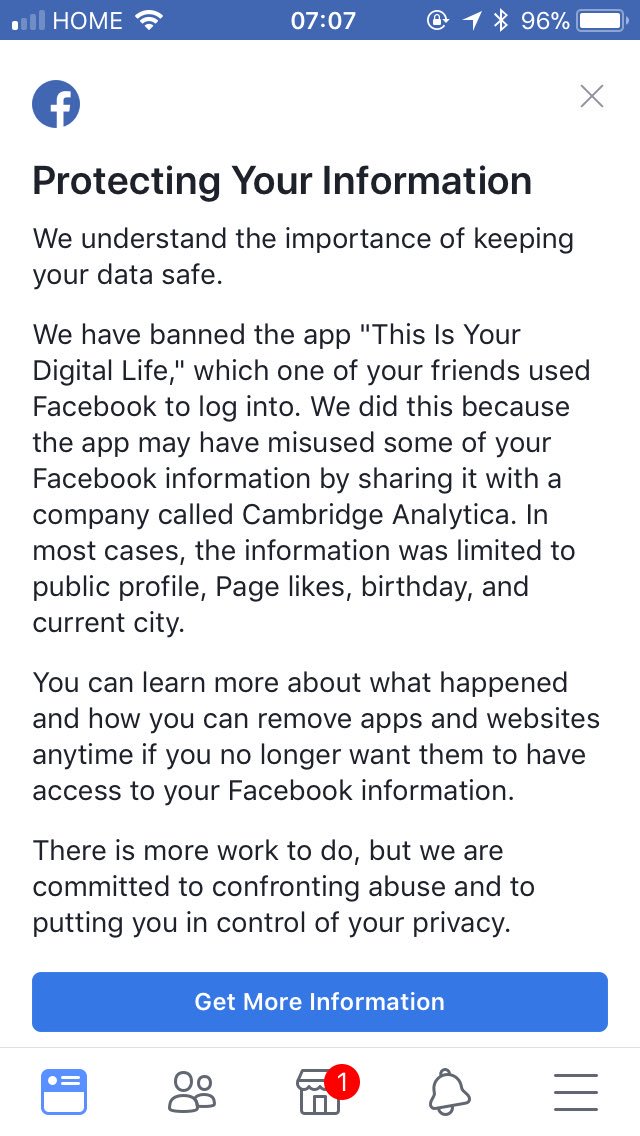 HOME 07:07 96%
Protecting Your Information
We understand the importance of keeping
your data safe.
We have banned the app "This Is Your
Digital Life," which one of your friends used
Facebook to log into. We did this because
the app may have misused some of your
Facebook information by sharing it with a
company called Cambridge Analytica. In
most cases, the information was limited to
public profile, Page likes, birthday, and
current city.
You can learn more about what happened
and how you can remove apps and websites
anytime if you no longer want them to have
access to your Facebook information.
There is more work to do, but we are
committed to confronting abuse and to
putting you in control of your privacy.
Get More Information
1